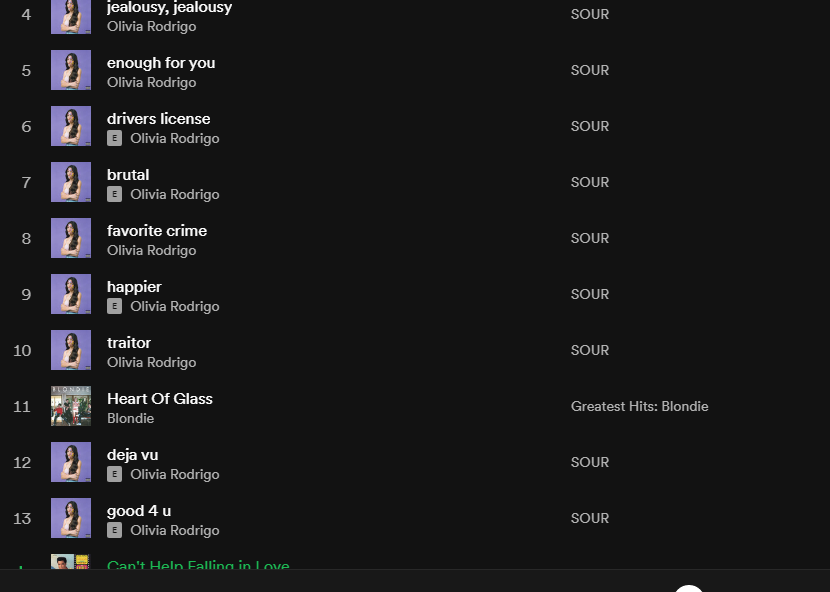 4
jealousy, jealousy
Olivia Rodrigo
SOUR
5
enough for you
Olivia Rodrigo
SOUR
6
drivers license
E Olivia Rodrigo
SOUR
7
brutal
E Olivia Rodrigo
SOUR
8
favorite crime
Olivia Rodrigo
SOUR
9
happier
E Olivia Rodrigo
SOUR
10
traitor
Olivia Rodrigo
SOUR
11
BLONDIE
Heart Of Glass
Blondie
Greatest Hits: Blondie
12
deja vu
E Olivia Rodrigo
SOUR
13
good 4 u
E Olivia Rodrigo
SOUR
Can't Help Falling in Love